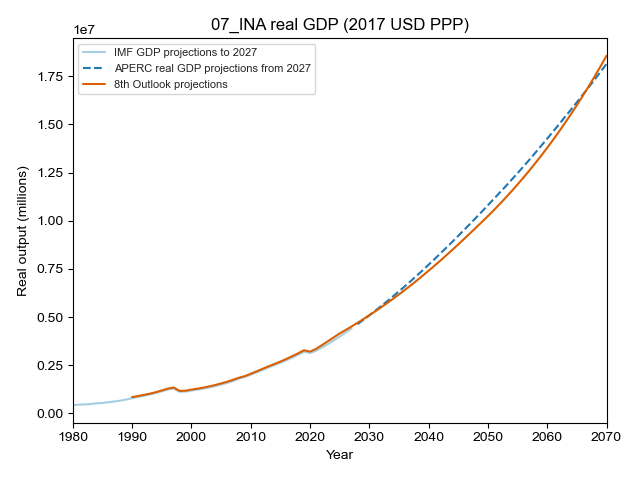 07_INA real GDP (2017 USD PPP)
1e7
IMF GDP projections to 2027
APERC real GDP projections from 2027
8th Outlook projections
Real output (millions)
1.75
1.50
1.25
1.00
0.75
0.50
0.25
0.00
1980 1990 2000 2010 2020 2030 2040 2050 2060 2070
Year